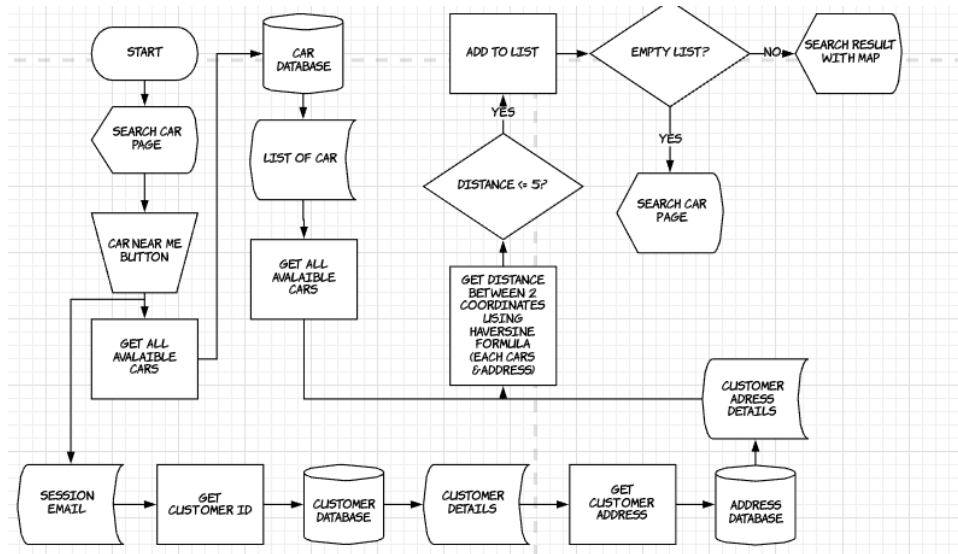 START
SEARCH CAR
PAGE
CAR NEAR ME
BUTTON
GET ALL
AVALAIBLE
CARS
CAR
DATABASE
LIST OF CAR
GET ALL
AVALAIBLE
CARS
ADD TO LIST
EMPTY LIST?
NO
SEARCH RESULT
WITH MAP
YES
SEARCH CAR
PAGE
YES
DISTANCE <= 5?
GET DISTANCE
BETWEEN 2
COORDINATES
USING
HAVERSINE
FORMULA
(EACH CARS
&ADDRESS)
CUSTOMER
ADRESS
DETAILS
SESSION
EMAIL
GET
CUSTOMER ID
CUSTOMER
DATABASE
CUSTOMER
DETAILS
GET
CUSTOMER
ADDRESS
ADDRESS
DATABASE